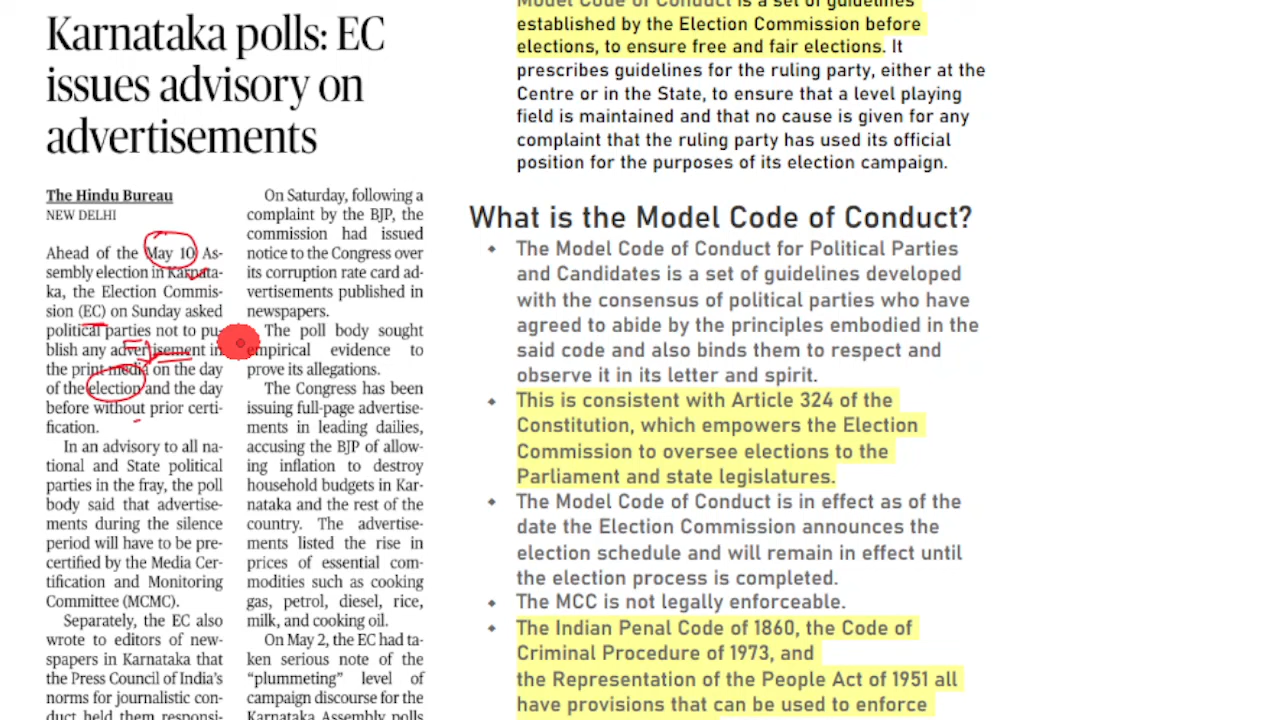 Karnataka polls: EC
issues advisory on
advertisements
The Hindu Bureau
NEW DELHI
Ahead of the May 10 As-
sembly election in Karnata-
ka, the Election Commis-
sion (EC) on Sunday asked
political parties not to pu-
blish any advertisement in
the print media on the day
of the election and the day
before without prior certi-
fication.
In an advisory to all na-
tional and State political
parties in the fray, the poll
body said that advertise-
ments during the silence
period will have to be pre-
certified by the Media Cer-
tification and Monitoring
Committee (MCMC).
Separately, the EC also
wrote to editors of new-
spapers in Karnataka that
the Press Council of India's
norms for journalistic con-
duct held them responsi-
On Saturday, following a
complaint by the BJP, the
commission had issued
notice to the Congress over
its corruption rate card ad-
vertisements published in
newspapers.
The poll body sought
empirical evidence to
prove its allegations.
The Congress has been
issuing full-page advertise-
ments in leading dailies,
accusing the BJP of allow-
ing inflation to destroy
household budgets in Kar-
nataka and the rest of the
country. The advertise-
ments listed the rise in
prices of essential com-
modities such as cooking
gas, petrol, diesel, rice,
milk, and cooking oil.
On May 2, the EC had ta-
ken serious note of the
“plummeting” level of
campaign discourse for the
Karnataka Assembly polls
Model Code of Conduct is a set of guidelines
established by the Election Commission before
elections, to ensure free and fair elections. It
prescribes guidelines for the ruling party, either at the
Centre or in the State, to ensure that a level playing
field is maintained and that no cause is given for any
complaint that the ruling party has used its official
position for the purposes of its election campaign.
What is the Model Code of Conduct?
The Model Code of Conduct for Political Parties
and Candidates is a set of guidelines developed
with the consensus of political parties who have
agreed to abide by the principles embodied in the
said code and also binds them to respect and
observe it in its letter and spirit.
This is consistent with Article 324 of the
Constitution, which empowers the Election
Commission to oversee elections to the
Parliament and state legislatures.
The Model Code of Conduct is in effect as of the
date the Election Commission announces the
election schedule and will remain in effect until
the election process is completed.
The MCC is not legally enforceable.
The Indian Penal Code of 1860, the Code of
Criminal Procedure of 1973, and
the Representation of the People Act of 1951 all
have provisions that can be used to enforce